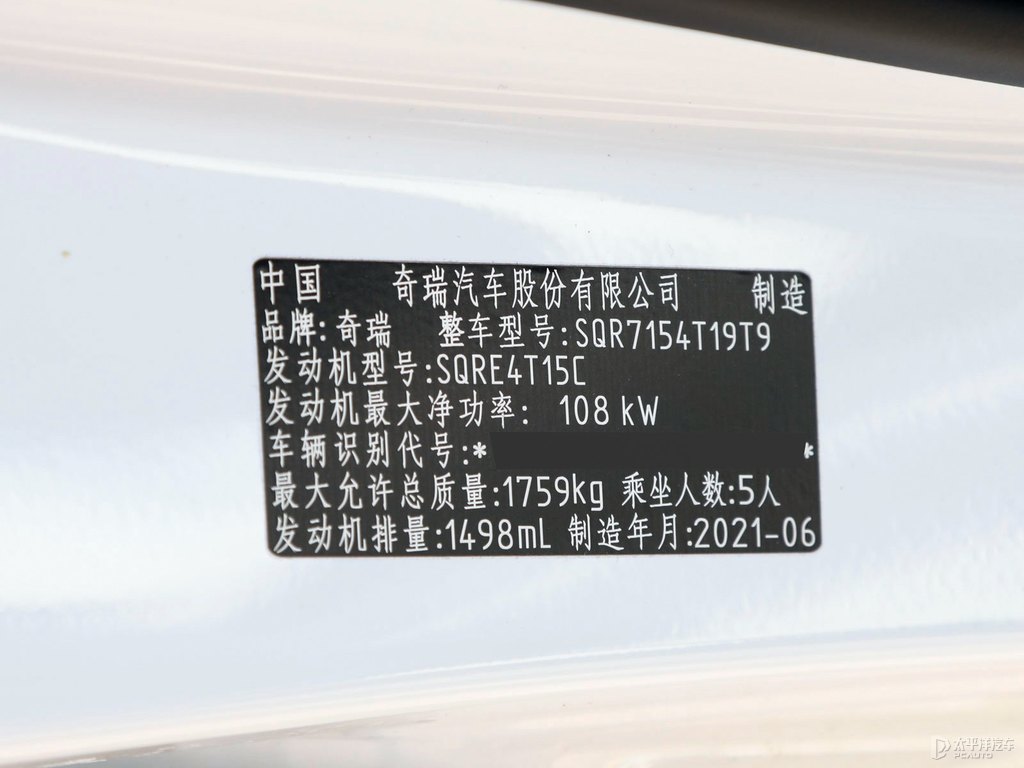 中国 奇瑞汽车股份有限公司 制造
品牌:奇瑞 整车型号:SQR7154T19T9
发动机型号:SQRE4T15C
发动机最大净功率: 108 kW
车辆识别代号:* *
最大允许总质量:1759kg 乘坐人数:5人
发动机排量:1498mL 制造年月:2021-06
太平洋汽车
PCAUTO